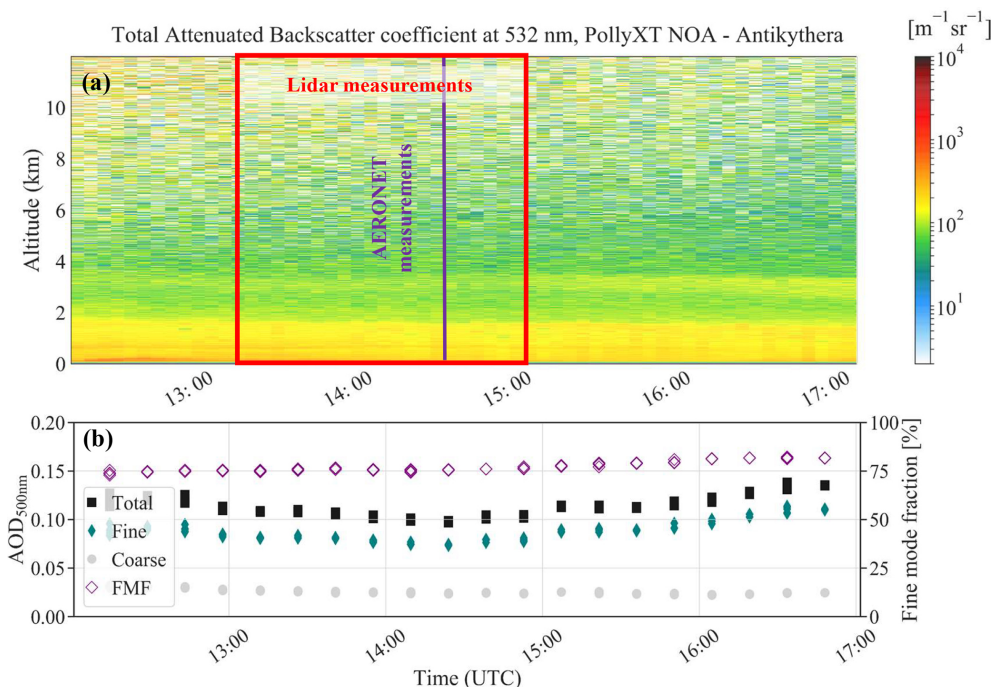 Total Attenuated Backscatter coefficient at 532 nm, PollyXT NOA - Antikythera
[m⁻¹sr⁻¹]
(a)
Lidar measurements
AERONET
measurements
Altitude (km)
10
8
6
4
2
0
13: 00
14: 00
15: 00
16: 00
17: 00
10⁴
10³
10²
10¹
(b)
AOD500nm
0.20
0.15
0.10
0.05
0.00
Total
Fine
Coarse
FMF
100
75
50
25
0
Fine mode fraction [%]
13:00
14:00
15:00
16:00
17:00
Time (UTC)